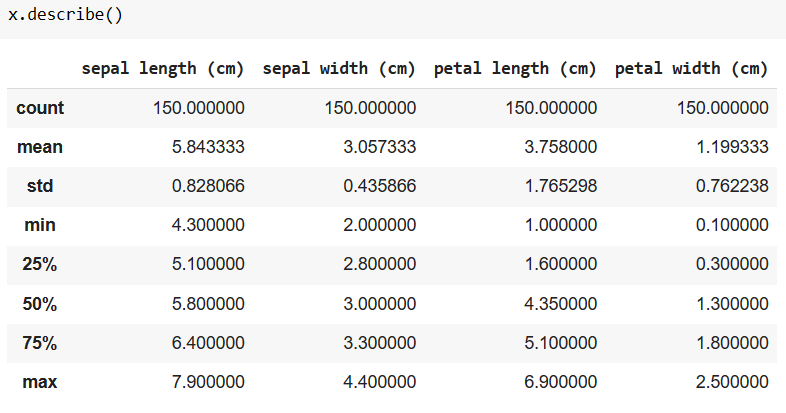 x.describe()
sepal length (cm) sepal width (cm) petal length (cm) petal width (cm)
count 150.000000 150.000000 150.000000 150.000000
mean 5.843333 3.057333 3.758000 1.199333
std 0.828066 0.435866 1.765298 0.762238
min 4.300000 2.000000 1.000000 0.100000
25% 5.100000 2.800000 1.600000 0.300000
50% 5.800000 3.000000 4.350000 1.300000
75% 6.400000 3.300000 5.100000 1.800000
max 7.900000 4.400000 6.900000 2.500000